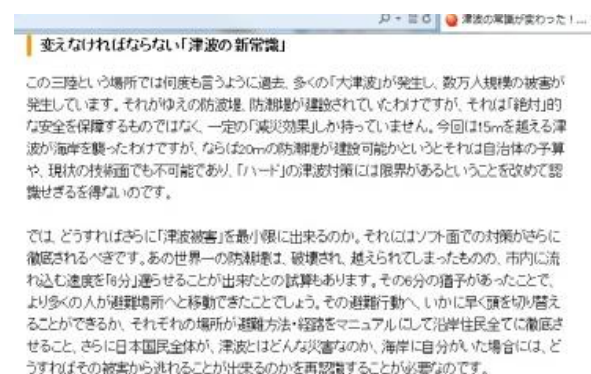 津波の常識が変わった！...
変えなければならない「津波の新常識」
この三陸という場所では何度も言うように過去、多くの「大津波」が発生し、数万人規模の被害が
発生しています。それがゆえの防波堤、防潮堤が建設されていたわけですが、それは「絶対」的
な安全を保障するものではなく、一定の「減災効果」しか持っていません。今回は15mを越える津
波が海岸を襲ったわけですが、ならば20mの防潮堤が建設可能かというとそれは自治体の予算
や、現状の技術面でも不可能であり、「ハード」の津波対策には限界があるということを改めて認
識せざるを得ないのです。
では、どうすればさらに「津波被害」を最小限に出来るのか。それにはソフト面での対策がさらに
徹底されるべきです。あの世界一の防潮堤は、破壊され、越えられてしまったものの、市内に流
れ込む速度を「6分」遅らせることが出来たとの試算もあります。その6分の猶予があったことで、
より多くの人が避難場所へと移動できたことでしょう。その避難行動へ、いかに早く頭を切り替え
ることができるか、それぞれの場所が避難方法・経路をマニュアルにして沿岸住民全てに徹底さ
せること、さらに日本国民全体が、津波とはどんな災害なのか、海岸に自分がいた場合には、ど
うすればその被害から逃れることが出来るのかを再認識することが必要なのです。